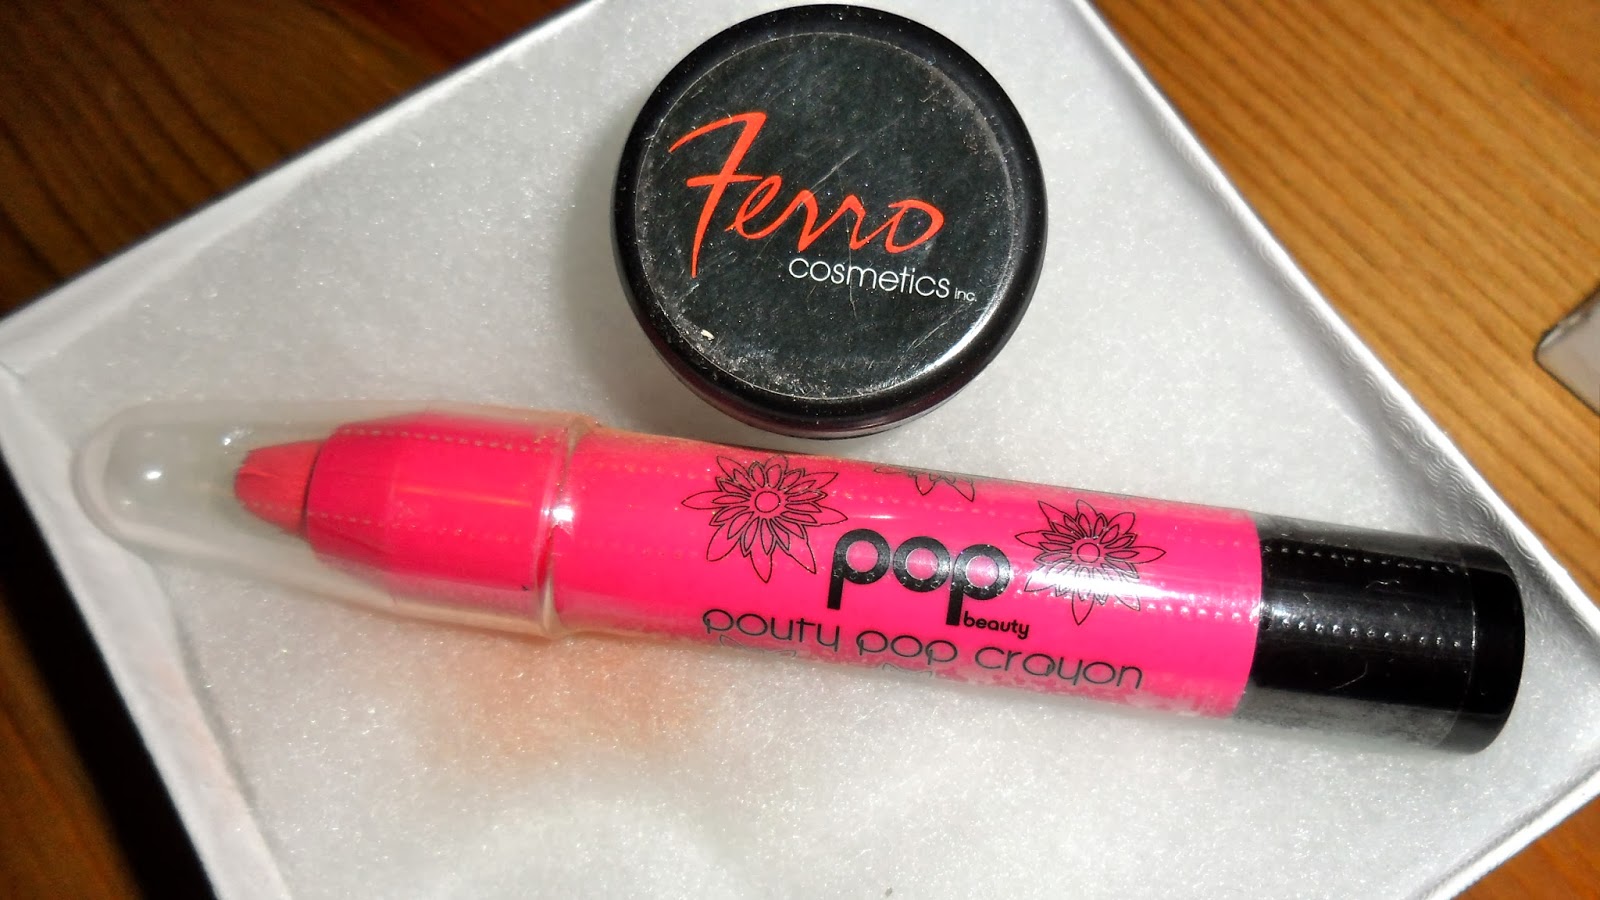 Ferro
cosmetics inc.
pop
beauty
pouty pop crayon